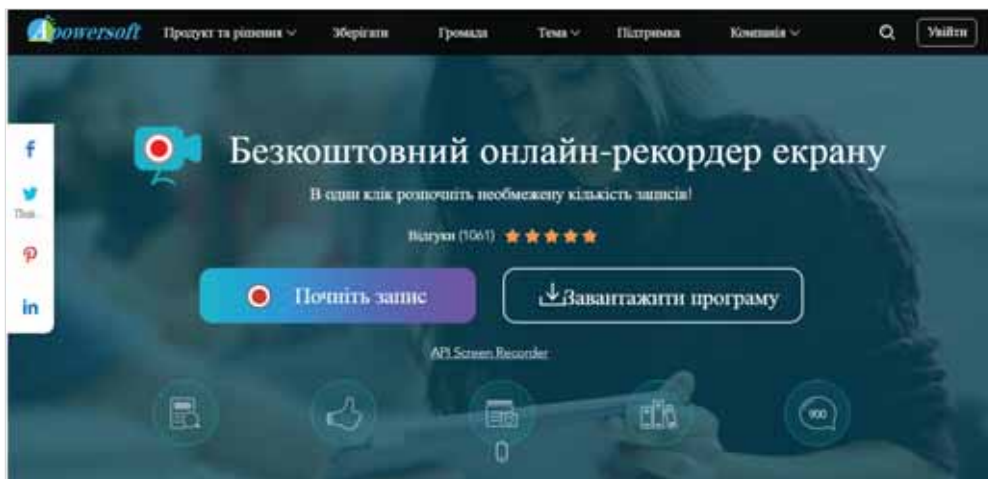 Apowersoft Продукт та рішення Зберігати Громада Тема Підтримка Компанія Увійти
Безкоштовний онлайн-рекордер екрану
В один клік розпочніть необмежену кількість записів!
Відгуки (1061)
Почніть запис Завантажити програму
API Screen Recorder
900